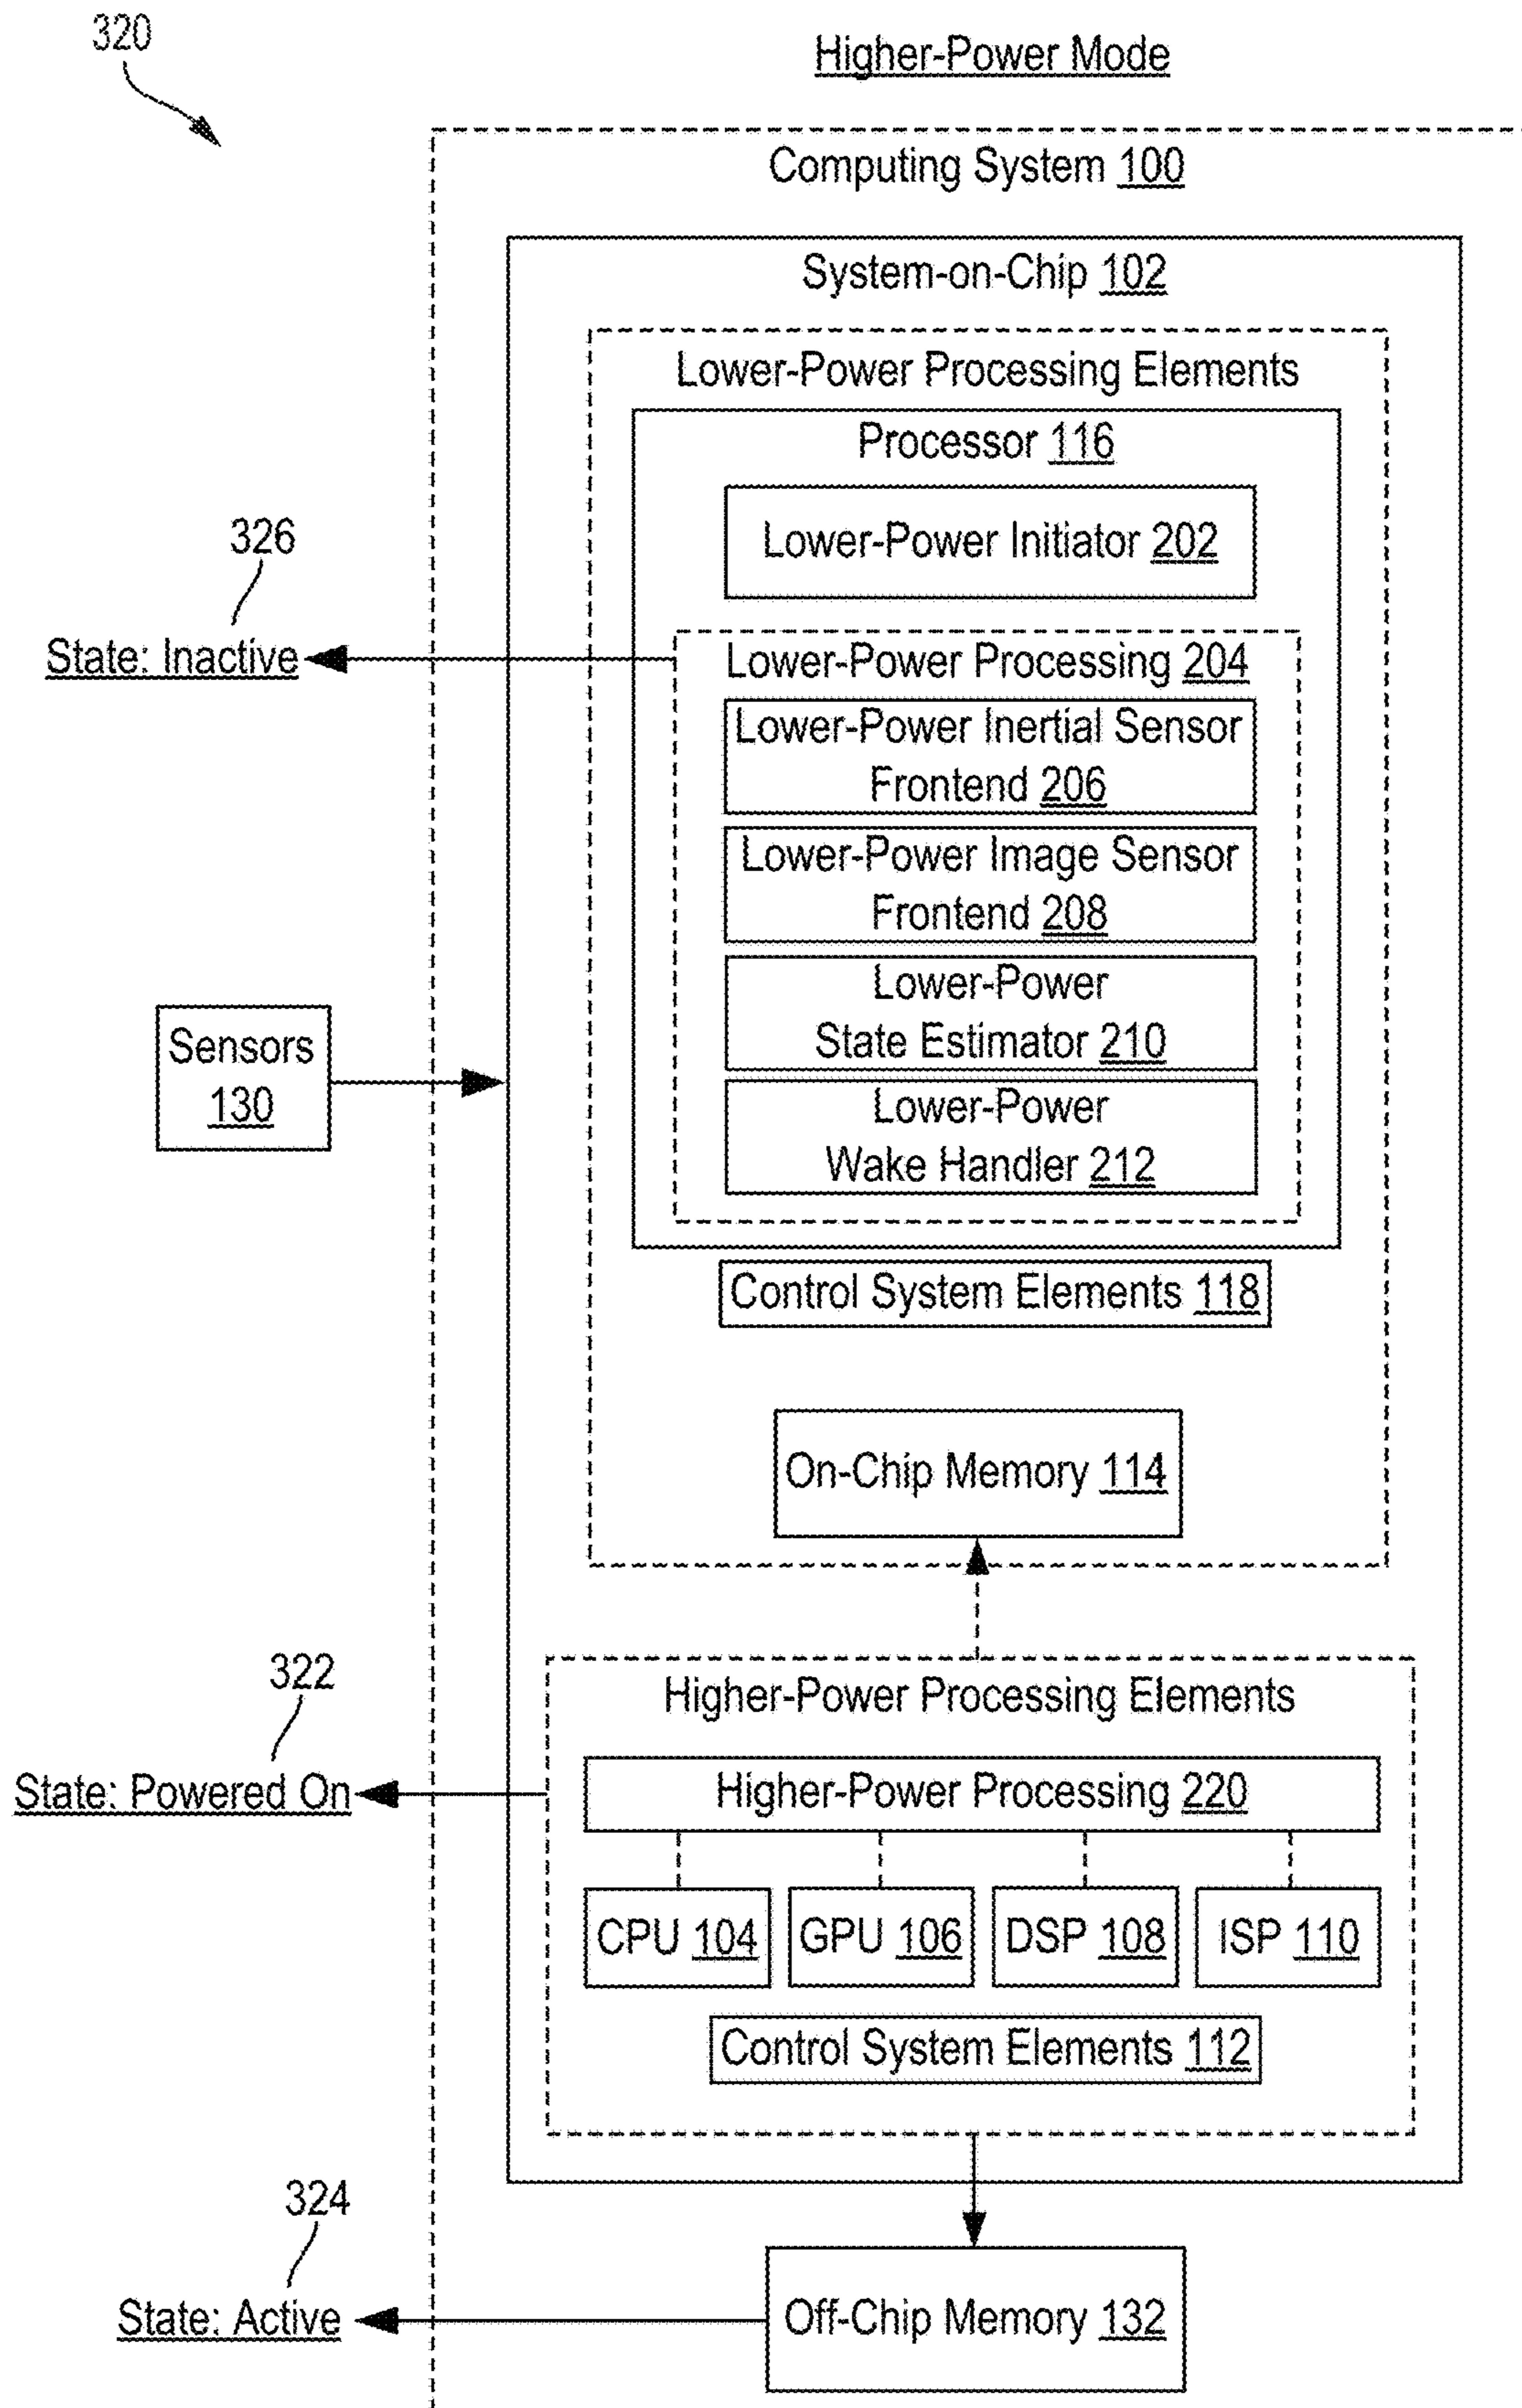 320
Higher-Power Mode
Computing System 100
System-on-Chip 102
Lower-Power Processing Elements
Processor 116
Lower-Power Initiator 202
326
State: Inactive
Lower-Power Processing 204
Lower-Power Inertial Sensor
Frontend 206
Lower-Power Image Sensor
Frontend 208
Lower-Power
State Estimator 210
Sensors
130
Lower-Power
Wake Handler 212
Control System Elements 118
On-Chip Memory 114
322
Higher-Power Processing Elements
State: Powered On
Higher-Power Processing 220
CPU 104
GPU 106
DSP 108
ISP 110
Control System Elements 112
324
State: Active
Off-Chip Memory 132